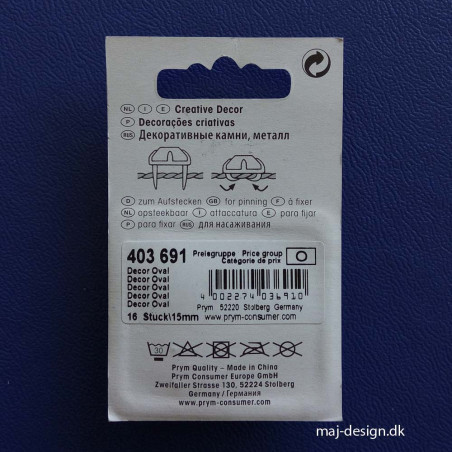 maj-design.dk
NL I E Creative Decor
P Decorações criativas
RUS Декоративные камни, металл
D zum Aufstecken GB for pinning F à fixer
NL opsteekbaar I attaccatura E para fijar
P para fixar RUS для насаживания
403 691 Preisgruppe Price group
Catégorie de prix
O
Decor Oval
Decor Oval
Decor Oval
Decor Oval
Decor Oval
4 002274 036910
Prym 52220 Stolberg Germany
16 Stuck\15mm www.prym-consumer.com
30
Prym Quality – Made in China
Prym Consumer Europe GmbH
Zweifaller Strasse 130, 52224 Stolberg
Germany / Германия
www.prym-consumer.com
maj-design.dk